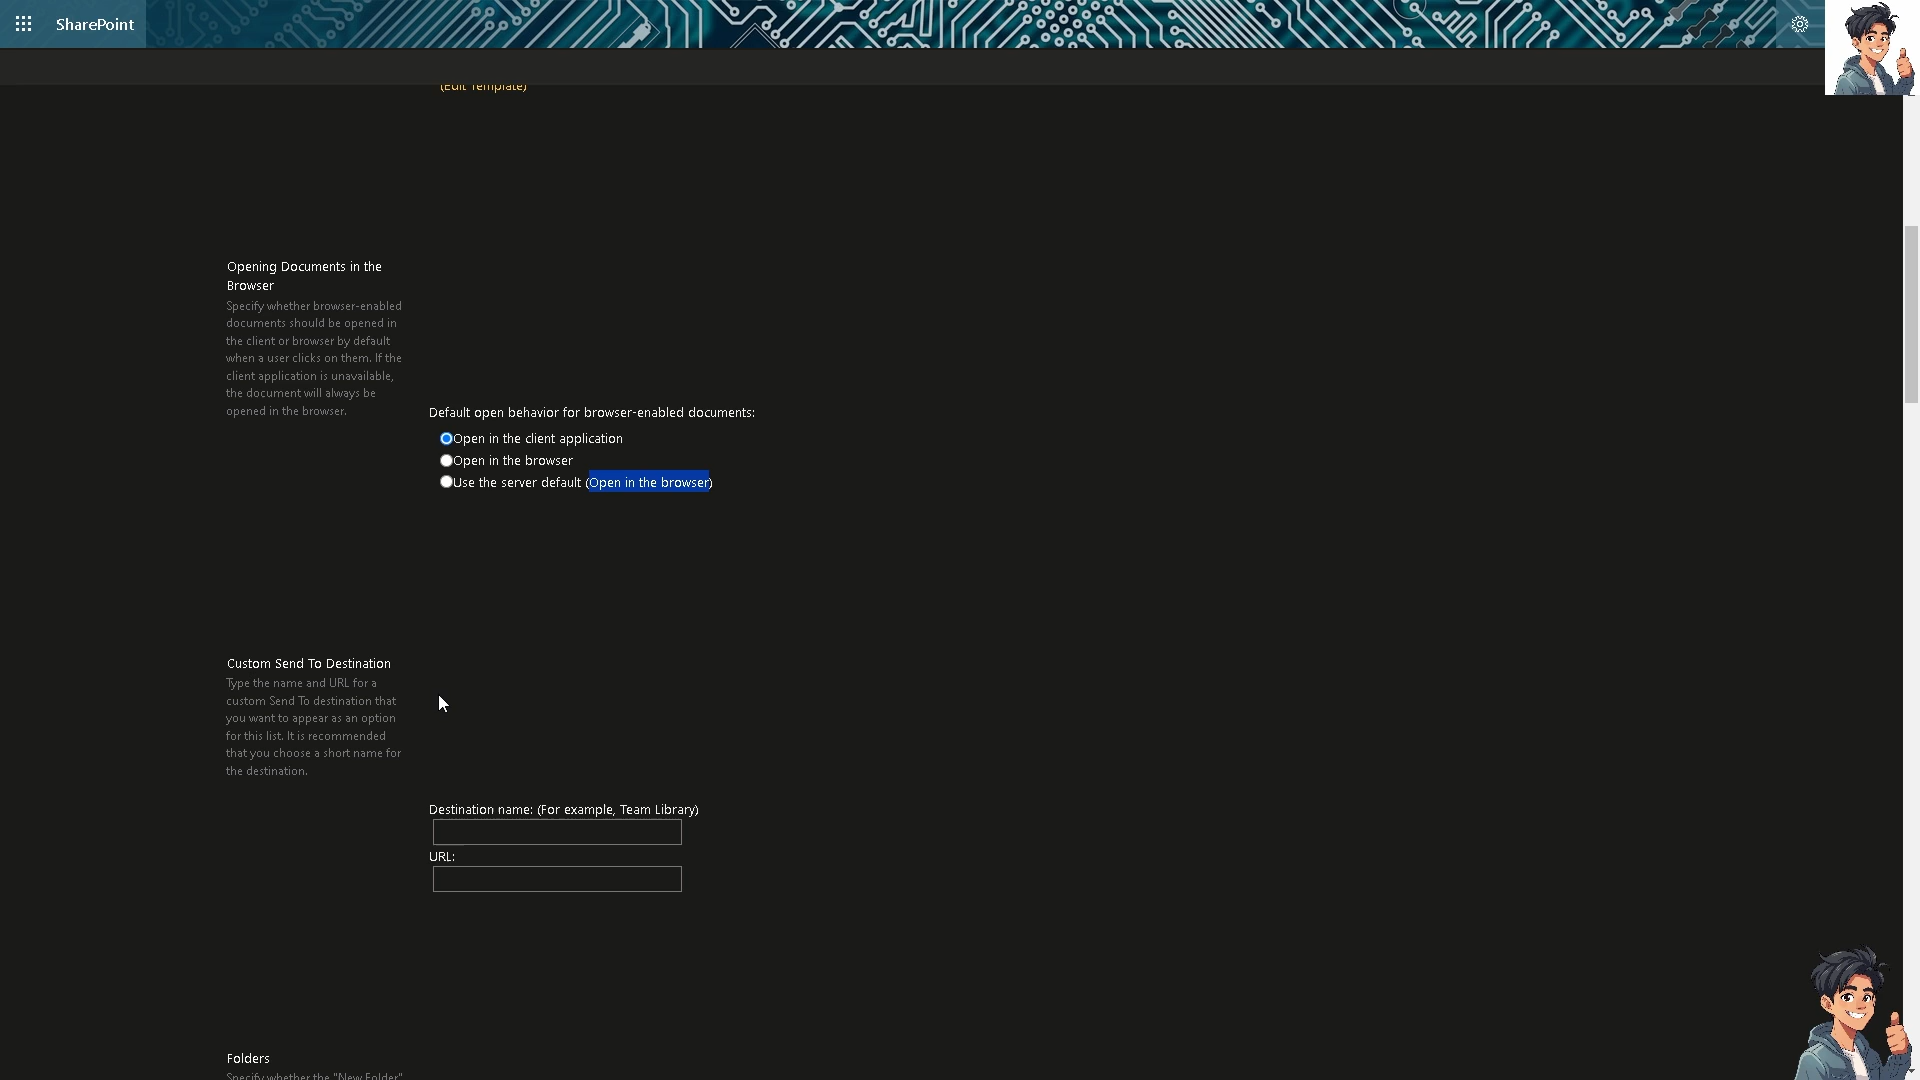 SharePoint
(Edit Template)
Opening Documents in the
Browser
Specify whether browser-enabled
documents should be opened in
the client or browser by default
when a user clicks on them. If the
client application is unavailable,
the document will always be
opened in the browser.
Default open behavior for browser-enabled documents:
Open in the client application
Open in the browser
Use the server default (Open in the browser)
Custom Send To Destination
Type the name and URL for a
custom Send To destination that
you want to appear as an option
for this list. It is recommended
that you choose a short name for
the destination.
Destination name: (For example, Team Library)
URL:
Folders
Specify whether the "New Folder"